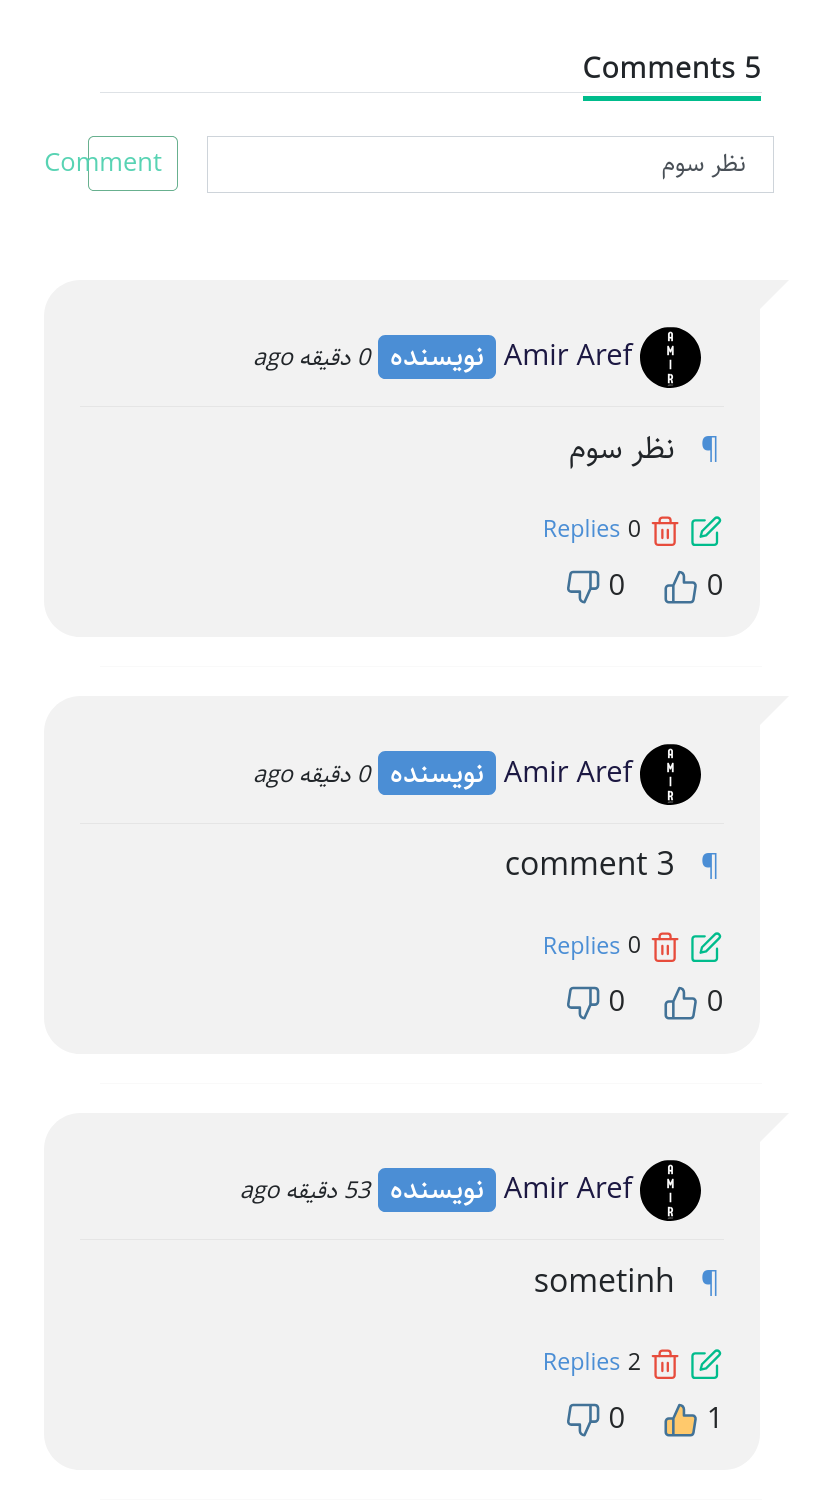 Comments 5
نظر سوم
Comment
AMIR Amir Aref نویسنده 0 دقیقه ago
¶ نظر سوم
Replies 0
0 0
AMIR Amir Aref نویسنده 0 دقیقه ago
¶ comment 3
Replies 0
0 0
AMIR Amir Aref نویسنده 53 دقیقه ago
¶ sometinh
Replies 2
1 0